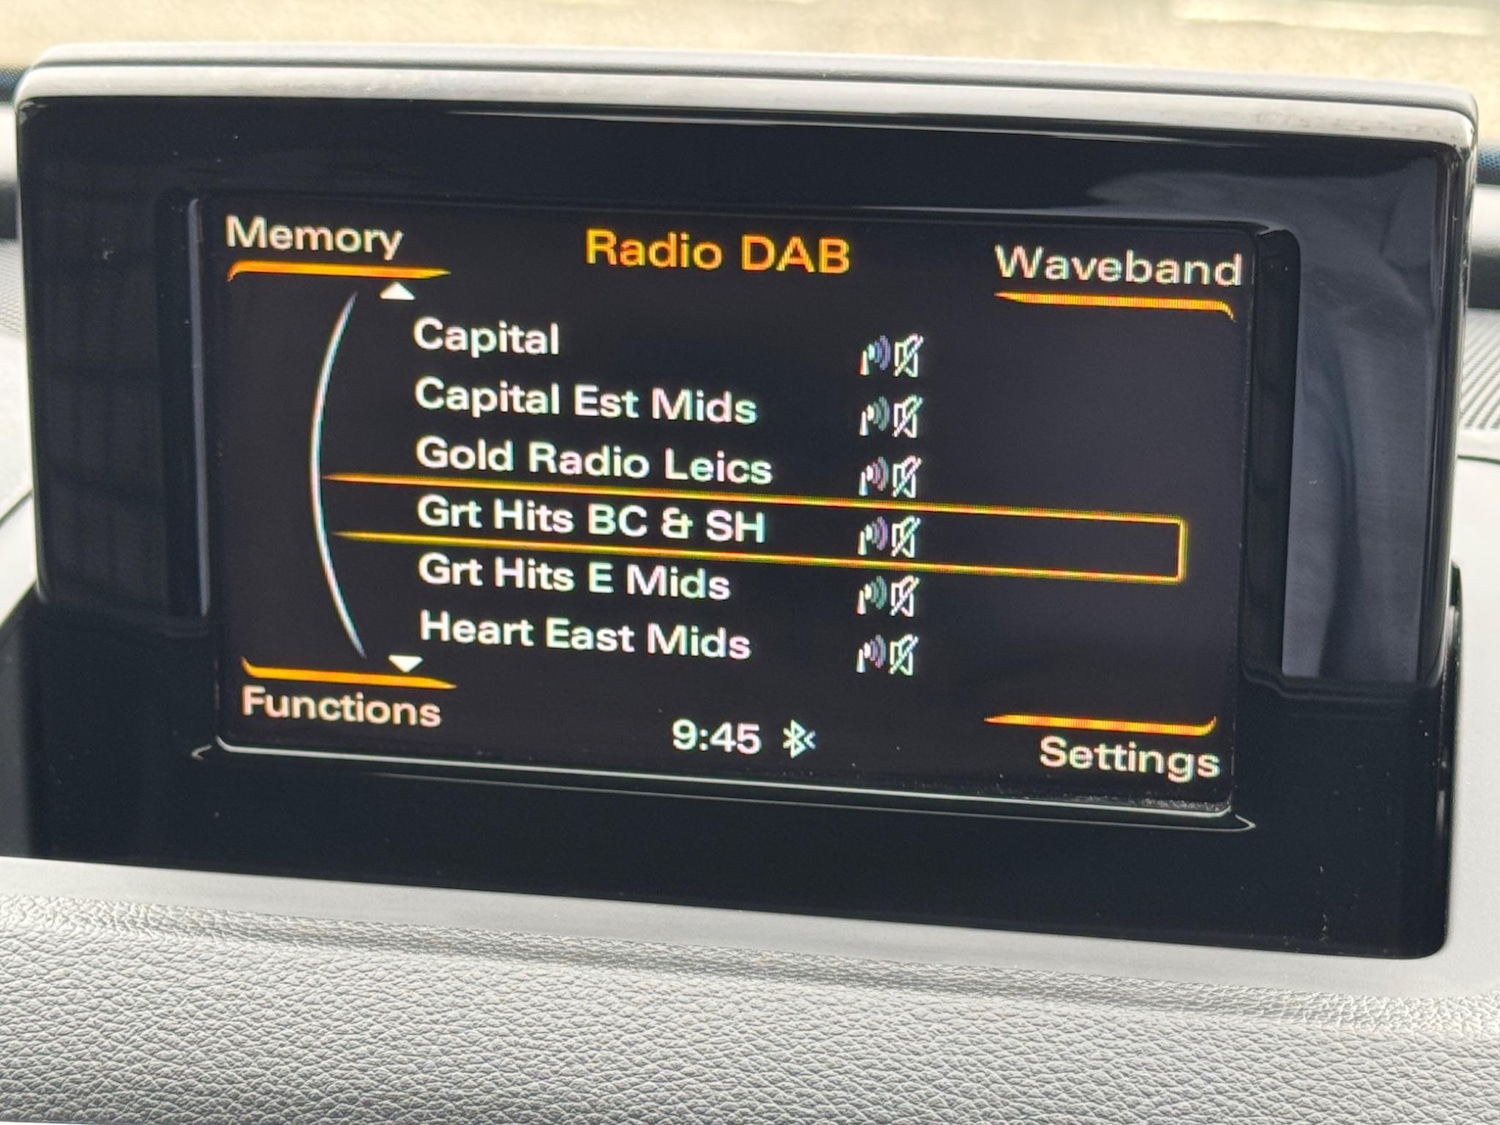 Memory
Radio DAB
Waveband
Capital
Capital Est Mids
Gold Radio Leics
Grt Hits BC & SH
Grt Hits E Mids
Heart East Mids
Functions
9:45
Settings